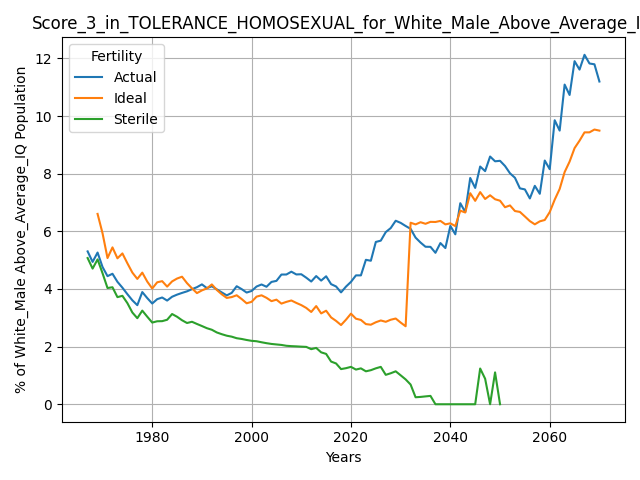 Score_3_in_TOLERANCE_HOMOSEXUAL_for_White_Male_Above_Average_I
% of White_Male Above_Average_IQ Population
Fertility
Actual
Ideal
Sterile
12
10
8
6
4
2
0
1980
2000
2020
2040
2060
Years